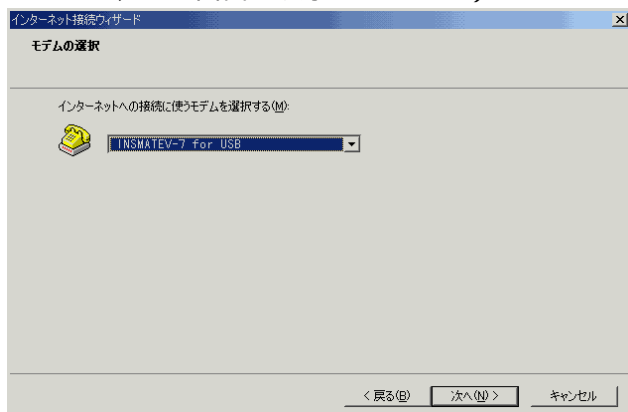 インターネット接続ウィザード
モデムの選択
インターネットへの接続に使うモデムを選択する(M):
INSMATEV-7 for USB
< 戻る(B)
次へ(N) >
キャンセル